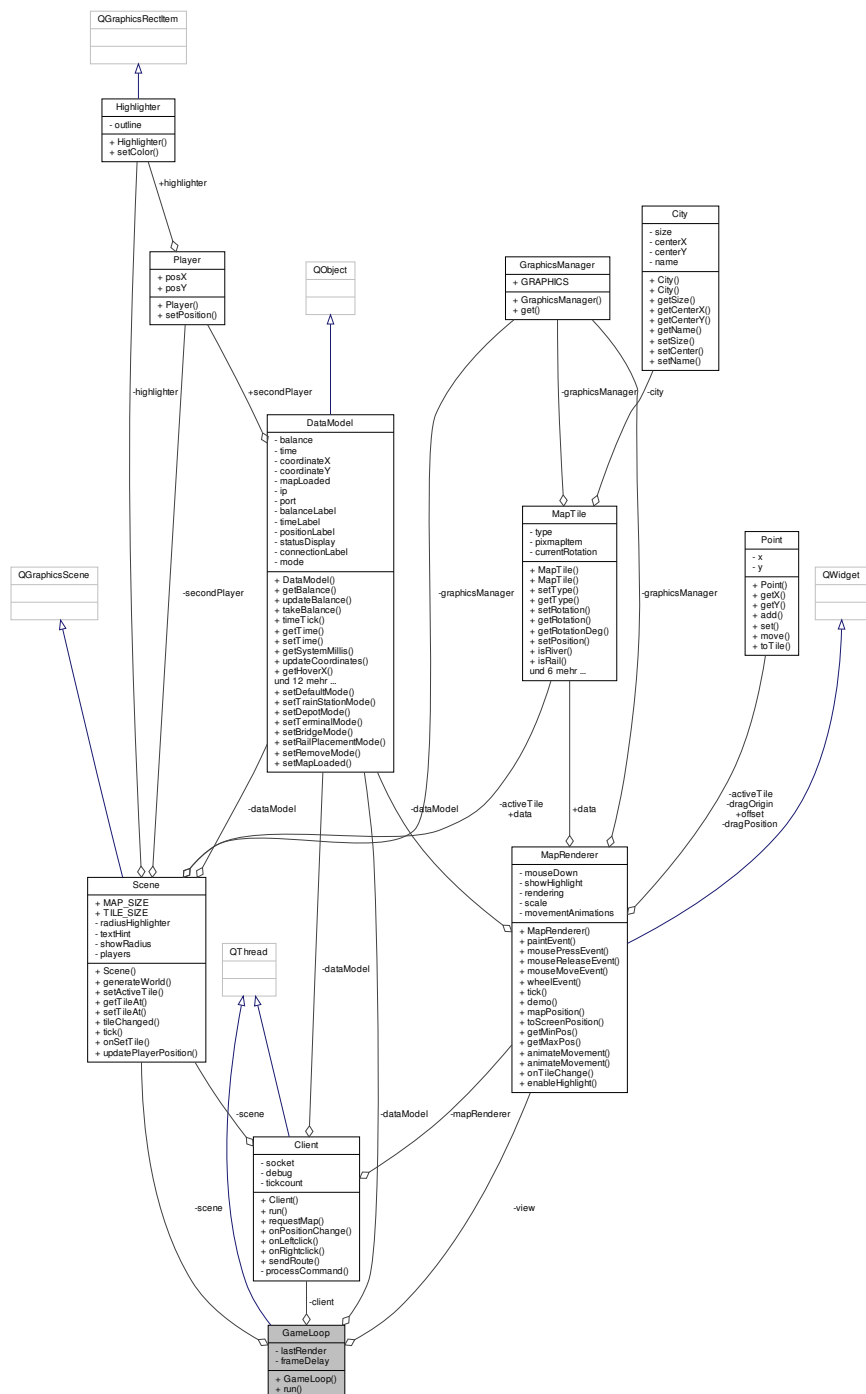 QGraphicsRectItem
Highlighter
- outline
+ Highlighter()
+ setColor()
+highlighter
City
- size
- centerX
- centerY
- name
+ City()
+ City()
+ getSize()
+ getCenterX()
+ getCenterY()
+ getName()
+ setSize()
+ setCenter()
+ setName()
Player
+ posX
+ posY
+ Player()
+ setPosition()
QObject
GraphicsManager
+ GRAPHICS
+ GraphicsManager()
+ get()
-highlighter
+secondPlayer
-graphicsManager
-city
DataModel
- balance
- time
- coordinateX
- coordinateY
- mapLoaded
- ip
- port
- balanceLabel
- timeLabel
- positionLabel
- statusDisplay
- connectionLabel
- mode
+ DataModel()
+ getBalance()
+ updateBalance()
+ takeBalance()
+ timeTick()
+ getTime()
+ setTime()
+ getSystemMillis()
+ updateCoordinates()
+ getHoverX()
und 12 mehr ...
+ setDefaultMode()
+ setTrainStationMode()
+ setDepotMode()
+ setTerminalMode()
+ setBridgeMode()
+ setRailPlacementMode()
+ setRemoveMode()
+ setMapLoaded()
MapTile
- type
- pixmapItem
- currentRotation
+ MapTile()
+ MapTile()
+ setType()
+ getType()
+ setRotation()
+ getRotation()
+ getRotationDeg()
+ setPosition()
+ isRiver()
+ isRail()
und 6 mehr ...
Point
- x
- y
+ Point()
+ getX()
+ getY()
+ add()
+ set()
+ move()
+ toTile()
QGraphicsScene
QWidget
-secondPlayer
-graphicsManager
-graphicsManager
-dataModel
-dataModel
-activeTile
+data
+data
-activeTile
-dragOrigin
+offset
-dragPosition
Scene
+ MAP_SIZE
+ TILE_SIZE
- radiusHighlighter
- textHint
- showRadius
- players
+ Scene()
+ generateWorld()
+ setActiveTile()
+ getTileAt()
+ setTileAt()
+ tileChanged()
+ tick()
+ onSetTile()
+ updatePlayerPosition()
QThread
MapRenderer
- mouseDown
- showHighlight
- rendering
- scale
- movementAnimations
+ MapRenderer()
+ paintEvent()
+ mousePressEvent()
+ mouseReleaseEvent()
+ mouseMoveEvent()
+ wheelEvent()
+ tick()
+ demo()
+ mapPosition()
+ toScreenPosition()
+ getMinPos()
+ getMaxPos()
+ animateMovement()
+ animateMovement()
+ onTileChange()
+ enableHighlight()
-dataModel
-scene
-dataModel
-mapRenderer
Client
- socket
- debug
- tickcount
+ Client()
+ run()
+ requestMap()
+ onPositionChange()
+ onLeftclick()
+ onRightclick()
+ sendRoute()
- processCommand()
-scene
-view
-client
GameLoop
- lastRender
- frameDelay
+ GameLoop()
+ run()